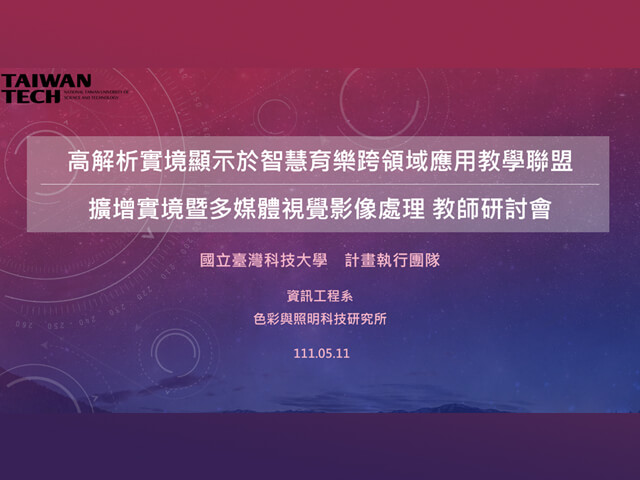 TAIWAN
TECH
NATIONAL TAIWAN UNIVERSITY OF
SCIENCE AND TECHNOLOGY
高解析實境顯示於智慧育樂跨領域應用教學聯盟
擴增實境暨多媒體視覺影像處理 教師研討會
國立臺灣科技大學 計畫執行團隊
資訊工程系
色彩與照明科技研究所
111.05.11